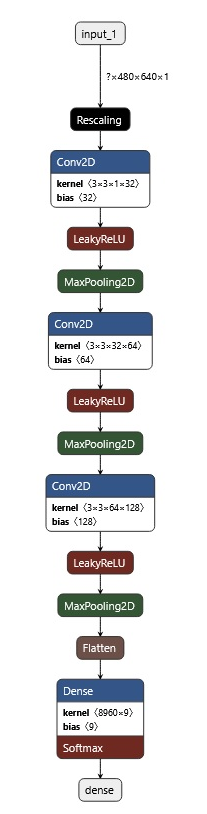 input_1
?×480×640×1
Rescaling
Conv2D
kernel ⟨3×3×1×32⟩
bias ⟨32⟩
LeakyReLU
MaxPooling2D
Conv2D
kernel ⟨3×3×32×64⟩
bias ⟨64⟩
LeakyReLU
MaxPooling2D
Conv2D
kernel ⟨3×3×64×128⟩
bias ⟨128⟩
LeakyReLU
MaxPooling2D
Flatten
Dense
kernel ⟨8960×9⟩
bias ⟨9⟩
Softmax
dense